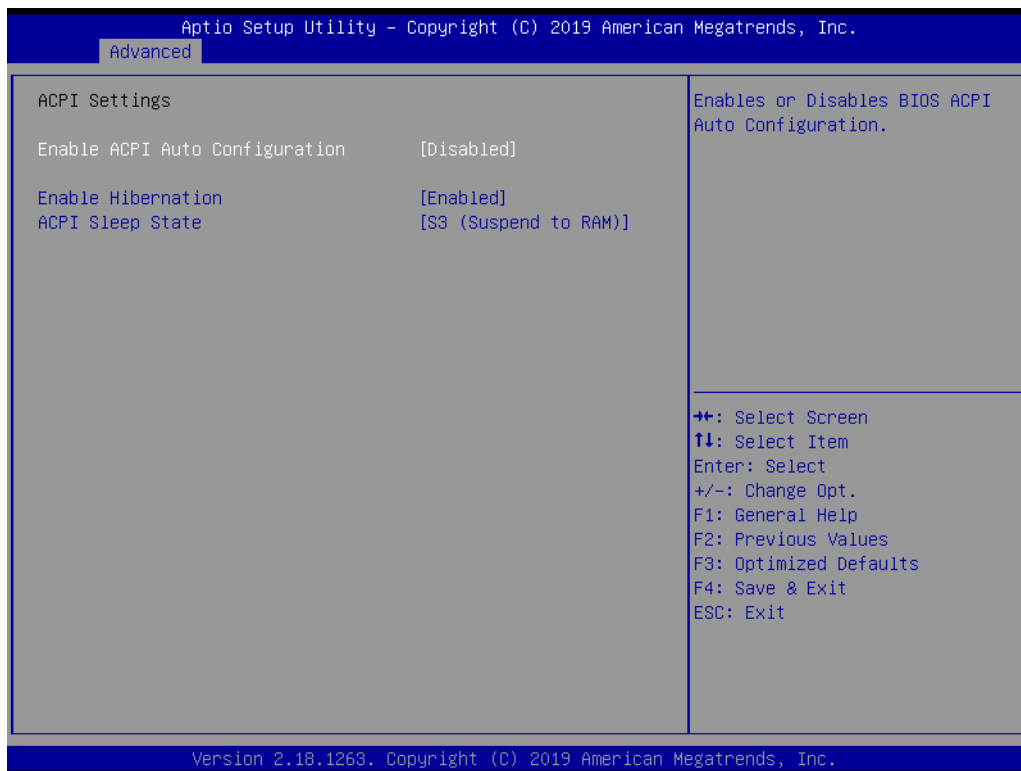 Aptio Setup Utility – Copyright (C) 2019 American Megatrends, Inc.
Advanced
ACPI Settings
Enable ACPI Auto Configuration [Disabled]
Enable Hibernation [Enabled]
ACPI Sleep State [S3 (Suspend to RAM)]
Enables or Disables BIOS ACPI
Auto Configuration.
→←: Select Screen
↑↓: Select Item
Enter: Select
+/-: Change Opt.
F1: General Help
F2: Previous Values
F3: Optimized Defaults
F4: Save & Exit
ESC: Exit
Version 2.18.1263. Copyright (C) 2019 American Megatrends, Inc.